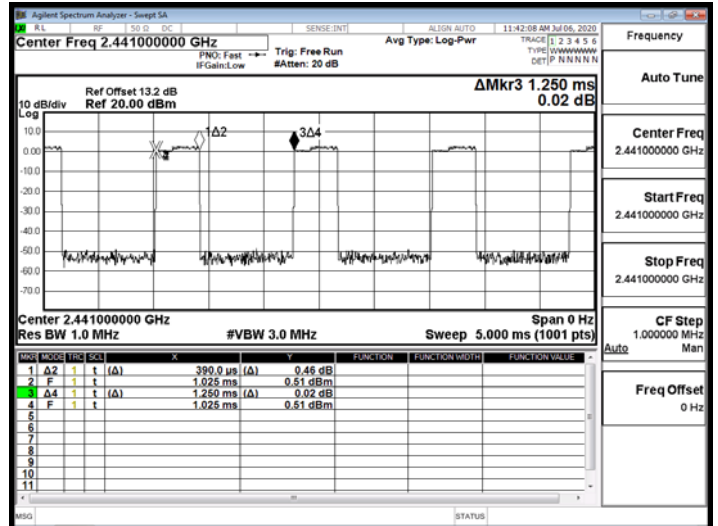 Agilent Spectrum Analyzer - Swept SA
RL RF 50 Ω DC SENSE:INT ALIGN AUTO 11:42:08 AM Jul 06, 2020
Center Freq 2.441000000 GHz
PNO: Fast
IFGain:Low
Trig: Free Run
#Atten: 20 dB
Avg Type: Log-Pwr
TRACE 1 2 3 4 5 6
TYPE WWWWWW
DET P N N N N N
Ref Offset 13.2 dB
10 dB/div Ref 20.00 dBm
Log
ΔMkr3 1.250 ms
0.02 dB
10.0
0.00
-10.0
-20.0
-30.0
-40.0
-50.0
-60.0
-70.0
1Δ2
3Δ4
Center 2.441000000 GHz Span 0 Hz
Res BW 1.0 MHz #VBW 3.0 MHz Sweep 5.000 ms (1001 pts)
MKR MODE TRC SCL X Y FUNCTION FUNCTION WIDTH FUNCTION VALUE
1 Δ2 1 t (Δ) 390.0 µs (Δ) 0.46 dB
2 F 1 t 1.025 ms 0.51 dBm
3 Δ4 1 t (Δ) 1.250 ms (Δ) 0.02 dB
4 F 1 t 1.025 ms 0.51 dBm
5
6
7
8
9
10
11
MSG STATUS
Frequency
Auto Tune
Center Freq
2.441000000 GHz
Start Freq
2.441000000 GHz
Stop Freq
2.441000000 GHz
CF Step
1.000000 MHz
Auto Man
Freq Offset
0 Hz